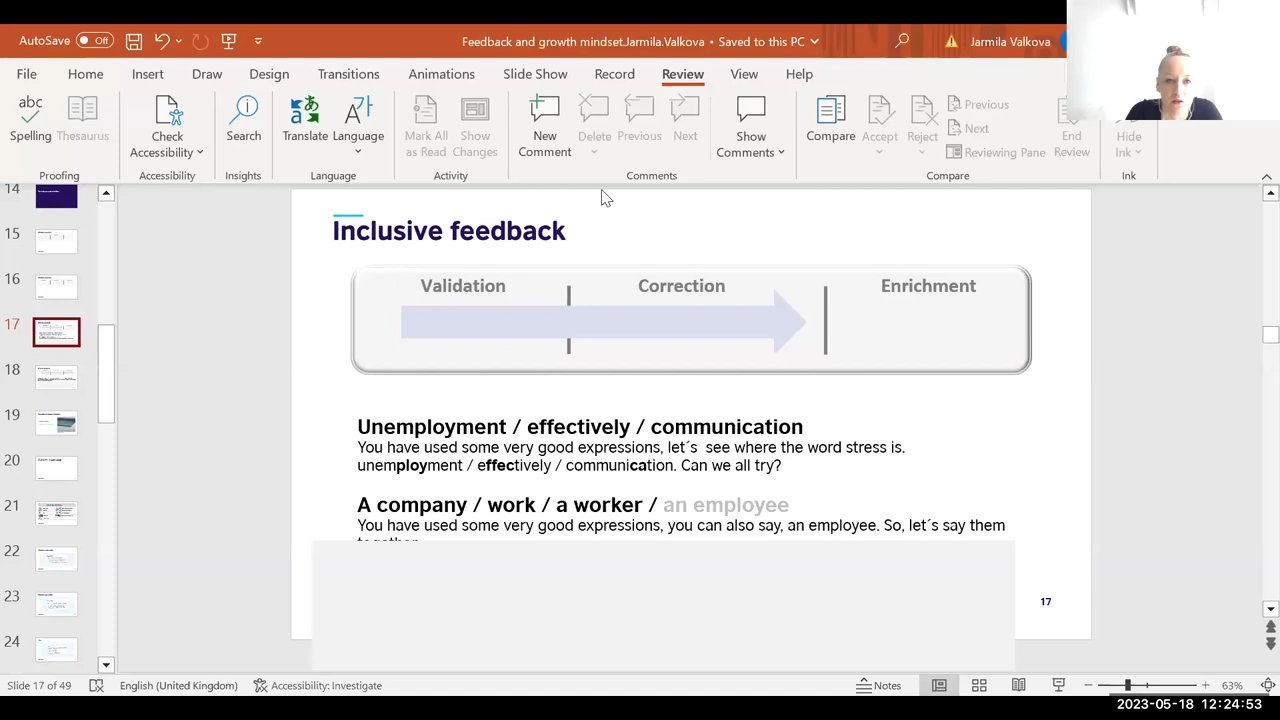 AutoSave Off
Feedback and growth mindset.Jarmila.Valkova • Saved to this PC
Jarmila Valkova
File Home Insert Draw Design Transitions Animations Slide Show Record Review View Help
abc
Spelling
Thesaurus
Proofing
Check
Accessibility
Accessibility
Search
Insights
Translate
Language
Language
Mark All
as Read
Show
Changes
Activity
New
Comment
Delete
Previous
Next
Show
Comments
Comments
Compare
Accept
Reject
Previous
Next
Reviewing Pane
End
Review
Compare
Hide
Ink
Ink
14
15
16
17
18
19
20
21
22
23
24
Inclusive feedback
Validation Correction Enrichment
Unemployment / effectively / communication
You have used some very good expressions, let´s see where the word stress is.
unemployment / effectively / communication. Can we all try?
A company / work / a worker / an employee
You have used some very good expressions, you can also say, an employee. So, let´s say them
together
17
Slide 17 of 49 English (United Kingdom) Accessibility: Investigate Notes 63%
2023-05-18 12:24:53